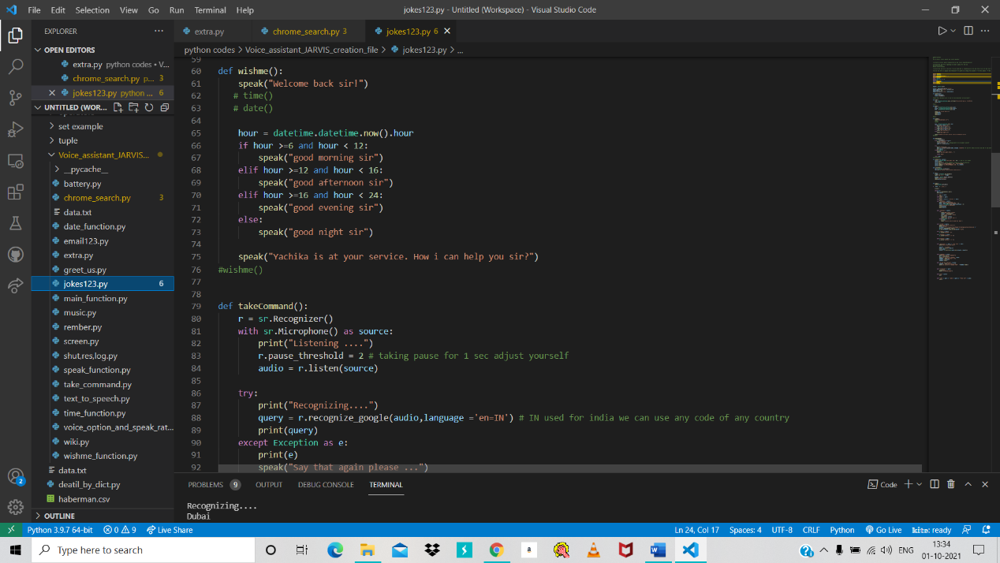 File Edit Selection View Go Run Terminal Help
jokes123.py - Untitled (Workspace) - Visual Studio Code
EXPLORER
OPEN EDITORS
extra.py python codes • V...
chrome_search.py p... 3
jokes123.py python ... 6
UNTITLED (WOR...
set example
tuple
Voice_assistant_JARVIS...
__pycache__
battery.py
chrome_search.py 3
data.txt
date_function.py
email123.py
extra.py
greet_us.py
jokes123.py 6
main_function.py
music.py
rember.py
screen.py
shut,res,log.py
speak_function.py
take_command.py
text_to_speech.py
time_function.py
voice_option_and_speak_rat...
wiki.py
wishme_function.py
data.txt
deatil_by_dict.py
haberman.csv
OUTLINE
extra.py chrome_search.py 3 jokes123.py 6
python codes > Voice_assistant_JARVIS_creation_file > jokes123.py > ...
59
60 def wishme():
61 speak("Welcome back sir!")
62 # time()
63 # date()
64
65 hour = datetime.datetime.now().hour
66 if hour >=6 and hour < 12:
67 speak("good morning sir")
68 elif hour >=12 and hour < 16:
69 speak("good afternoon sir")
70 elif hour >=16 and hour < 24:
71 speak("good evening sir")
72 else:
73 speak("good night sir")
74
75 speak("Yachika is at your service. How i can help you sir?")
76 #wishme()
77
78
79 def takeCommand():
80 r = sr.Recognizer()
81 with sr.Microphone() as source:
82 print("Listening ....")
83 r.pause_threshold = 2 # taking pause for 1 sec adjust yourself
84 audio = r.listen(source)
85
86 try:
87 print("Recognizing....")
88 query = r.recognize_google(audio,language ='en=IN') # IN used for india we can use any code of any country
89 print(query)
90 except Exception as e:
91 print(e)
92 speak("Say that again please ...")
PROBLEMS 9 OUTPUT DEBUG CONSOLE TERMINAL
Code
Recognizing....
Dubai
2
Python 3.9.7 64-bit 0 9 Live Share
Ln 24, Col 17 Spaces: 4 UTF-8 CRLF Python Go Live kite: ready
Type here to search
a
ENG
13:34
01-10-2021